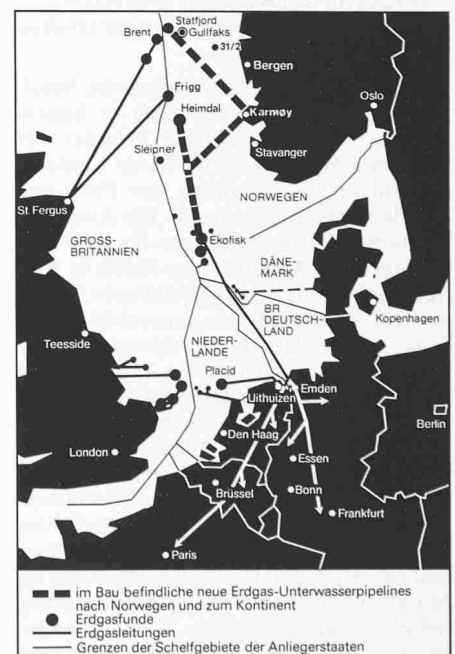 Statfjord
Brent
Gullfaks
31/2
Bergen
Frigg
Oslo
Heimdal
Karmøy
Sleipner
Stavanger
NORWEGEN
St. Fergus
GROSS-
BRITANNIEN
Ekofisk
DÄNE-
MARK
BR
DEUTSCH-
LAND
Kopenhagen
Teesside
NIEDER-
LANDE
Placid
Emden
Uithuizen
Berlin
Den Haag
London
Essen
Brüssel
Bonn
Frankfurt
Paris
im Bau befindliche neue Erdgas-Unterwasserpipelines
nach Norwegen und zum Kontinent
Erdgasfunde
Erdgasleitungen
Grenzen der Schelfgebiete der Anliegerstaaten